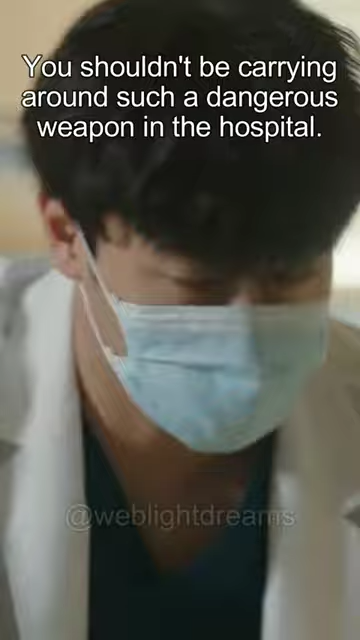 You shouldn't be carrying
around such a dangerous
weapon in the hospital.
@weblightdreams